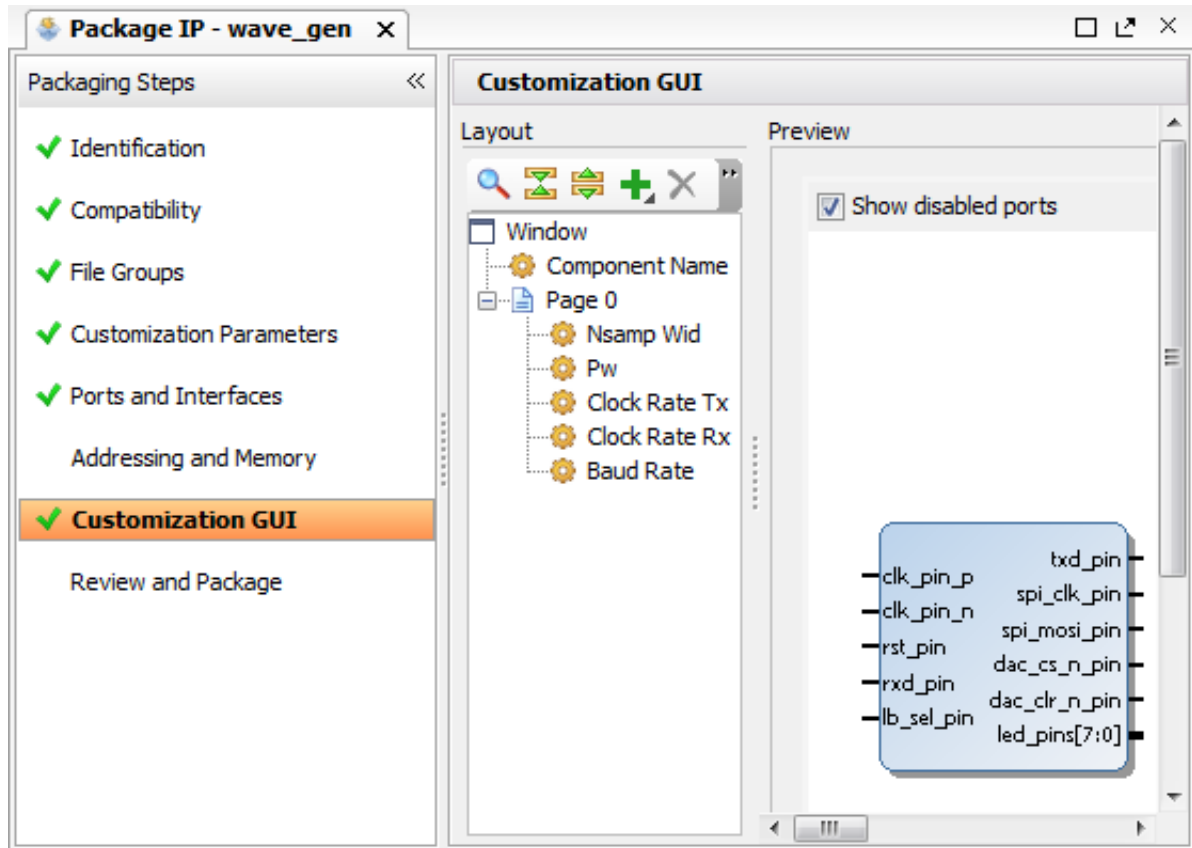 Package IP - wave_gen
Packaging Steps
Identification
Compatibility
File Groups
Customization Parameters
Ports and Interfaces
Addressing and Memory
Customization GUI
Review and Package
Customization GUI
Layout
Window
Component Name
Page 0
Nsamp Wid
Pw
Clock Rate Tx
Clock Rate Rx
Baud Rate
Preview
Show disabled ports
clk_pin_p
clk_pin_n
rst_pin
rxd_pin
lb_sel_pin
txd_pin
spi_clk_pin
spi_mosi_pin
dac_cs_n_pin
dac_clr_n_pin
led_pins[7:0]